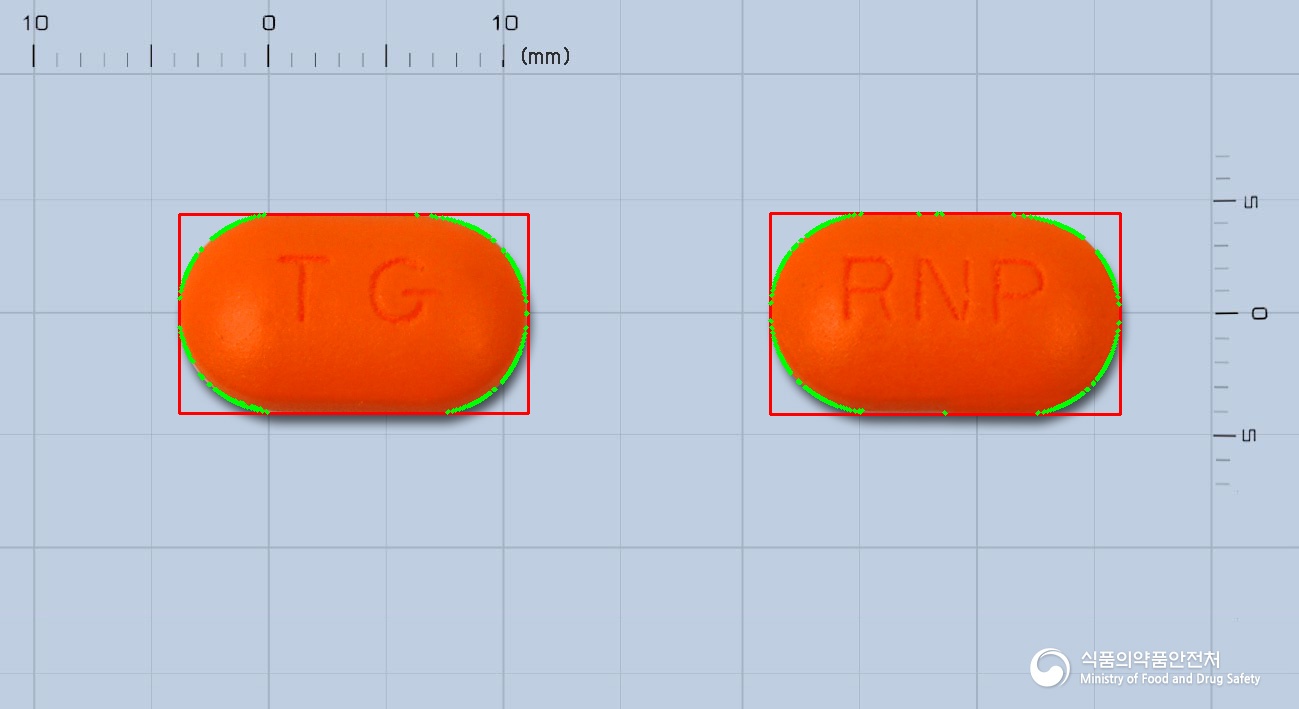 10 0 10
(mm)
T G
RNP
5
0
5
식품의약품안전처
Ministry of Food and Drug Safety